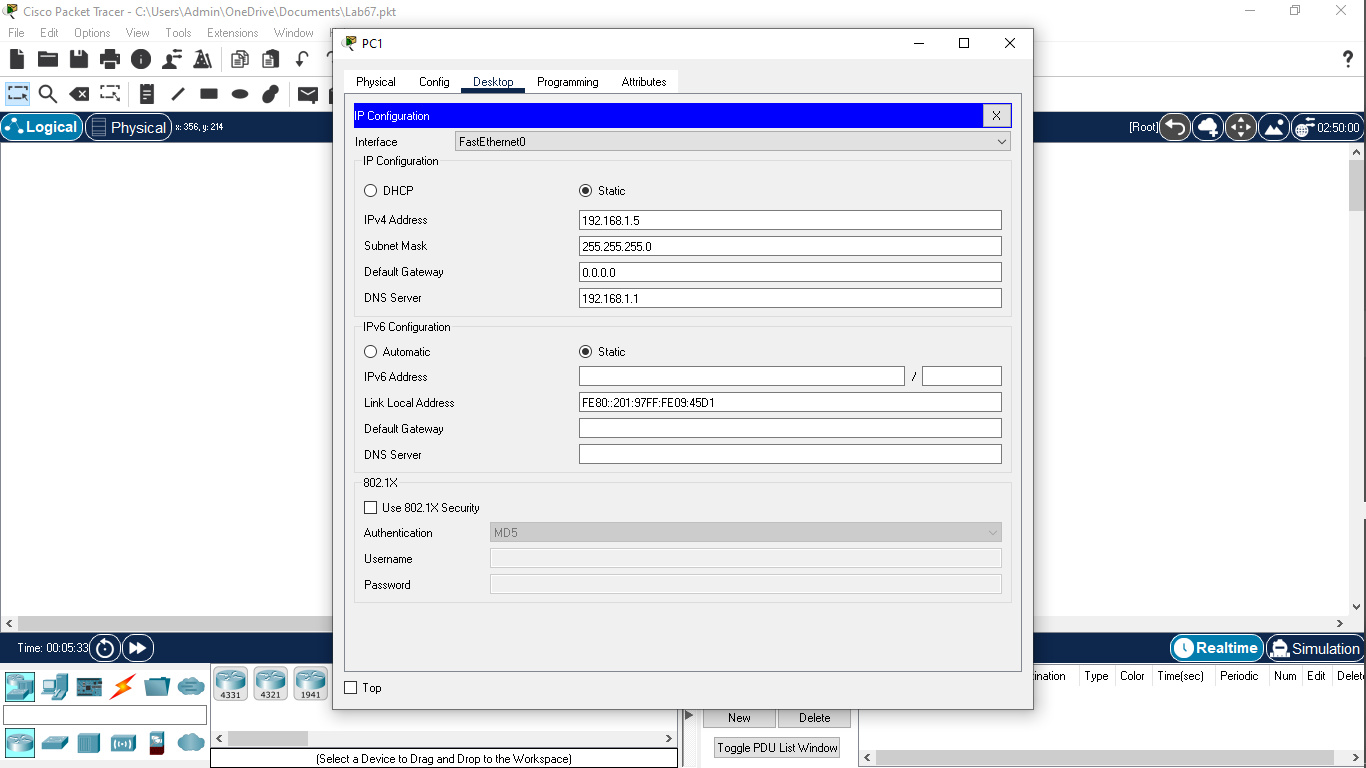 Cisco Packet Tracer - C:\Users\Admin\OneDrive\Documents\Lab67.pkt
File Edit Options View Tools Extensions Window
PC1
Physical Config Desktop Programming Attributes
IP Configuration X
Logical Physical x: 356, y: 214 [Root] 02:50:00
Interface FastEthernet0
IP Configuration
DHCP Static
IPv4 Address 192.168.1.5
Subnet Mask 255.255.255.0
Default Gateway 0.0.0.0
DNS Server 192.168.1.1
IPv6 Configuration
Automatic Static
IPv6 Address /
Link Local Address FE80::201:97FF:FE09:45D1
Default Gateway
DNS Server
802.1X
Use 802.1X Security
Authentication MD5
Username
Password
Time: 00:05:33 Realtime Simulation
Top
4331 4321 1941
Type Color Time(sec) Periodic Num Edit
New Delete
Toggle PDU List Window
(Select a Device to Drag and Drop to the Workspace)